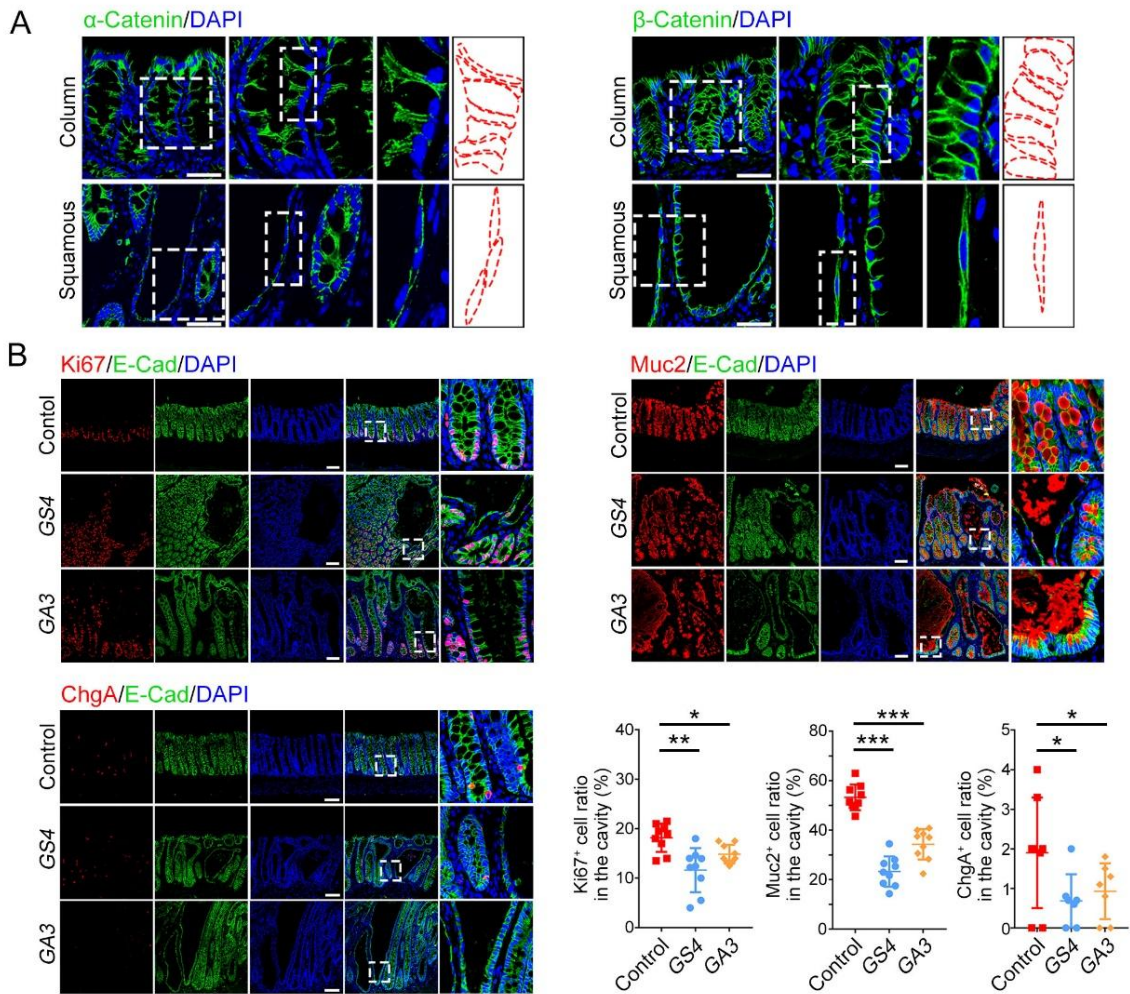 A
α-Catenin/DAPI
Column
Squamous
β-Catenin/DAPI
Column
Squamous
B
Ki67/E-Cad/DAPI
Contol
GS4
GA3
Muc2/E-Cad/DAPI
Control
GS4
GA3
ChgA/E-Cad/DAPI
Control
GS4
GA3
Ki67+ cell ratio
in the cavity (%)
40
30
20
10
0
*
**
Control
GS4
GA3
Muc2+ cell ratio
in the cavity (%)
80
60
40
20
0
***
***
Control
GS4
GA3
ChgA+ cell ratio
in the cavity (%)
5
4
3
2
1
0
*
*
Control
GS4
GA3